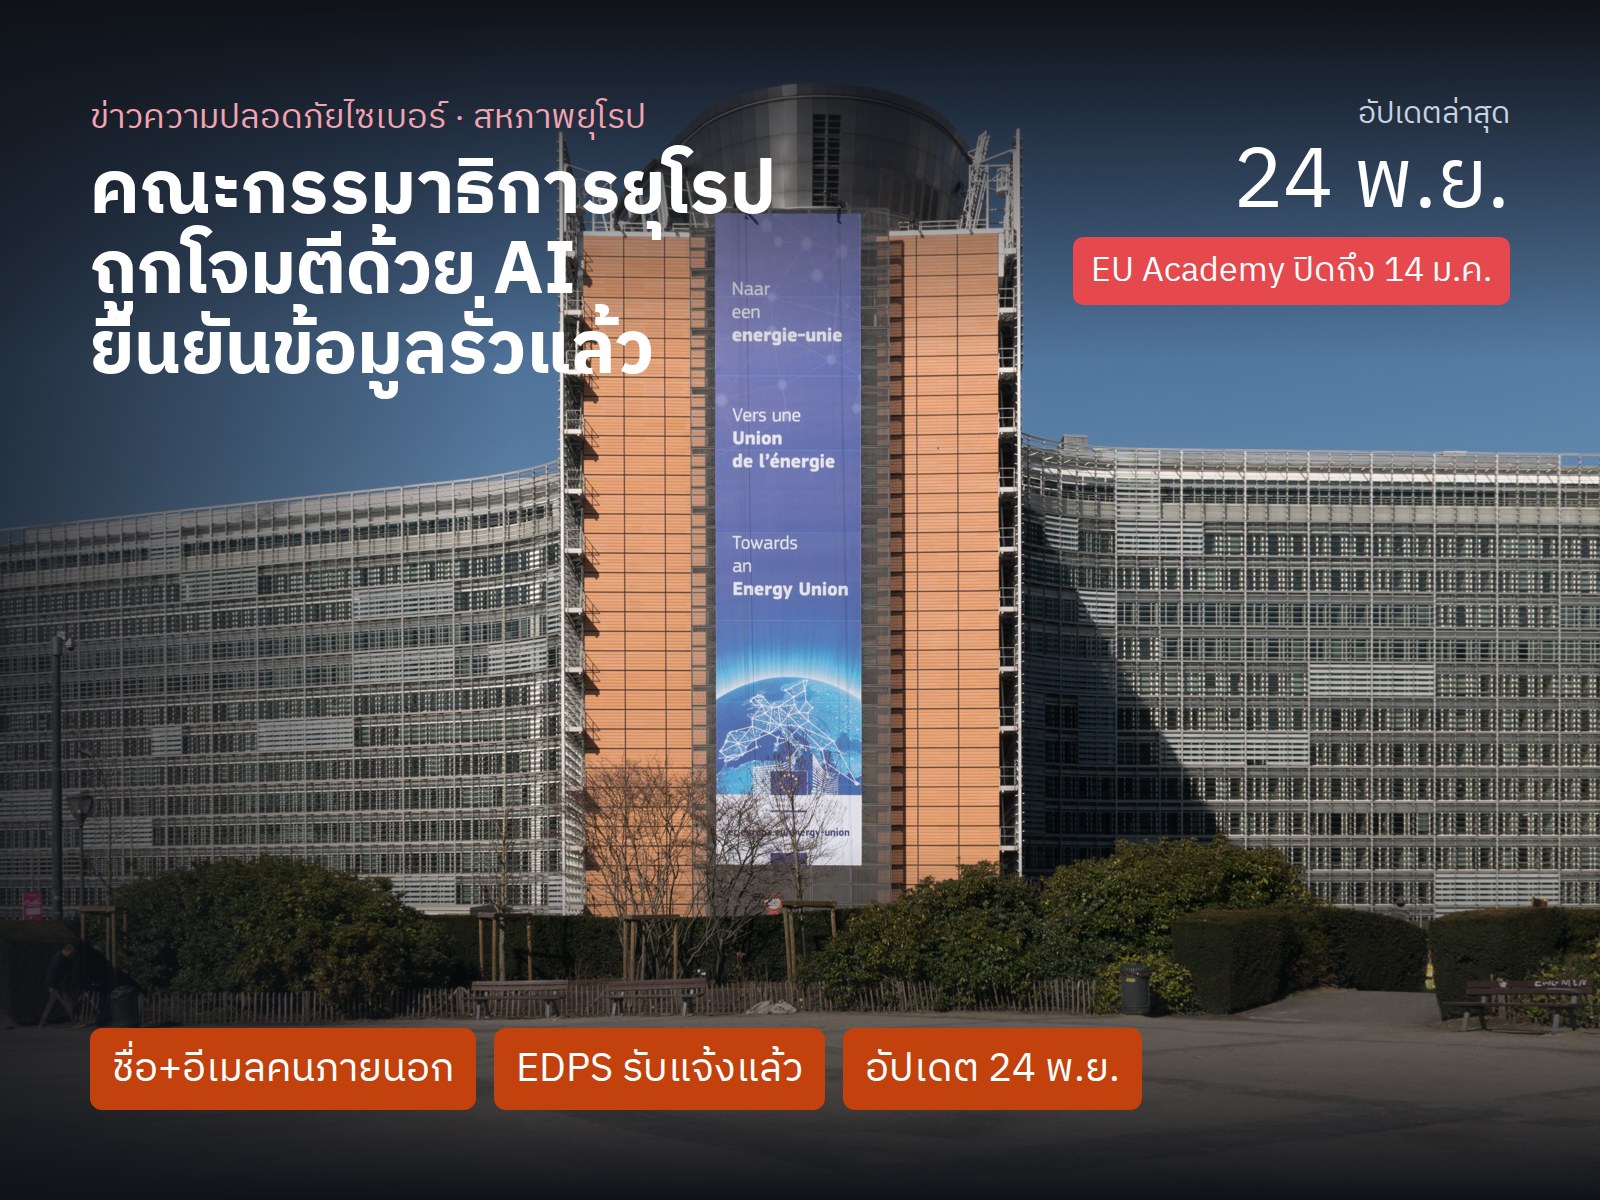 ข่าวความปลอดภัยไซเบอร์ · สหภาพยุโรป
คณะกรรมาธิการยุโรป
ถูกโจมตีด้วย AI
ยืนยันข้อมูลรั่วแล้ว
อัปเดตล่าสุด
24 พ.ย.
EU Academy ปิดถึง 14 ม.ค.
Naar
een
energie-unie
Vers une
Union
de l'énergie
Towards
an
Energy Union
ชื่อ+อีเมลคนภายนอก
EDPS รับแจ้งแล้ว
อัปเดต 24 พ.ย.